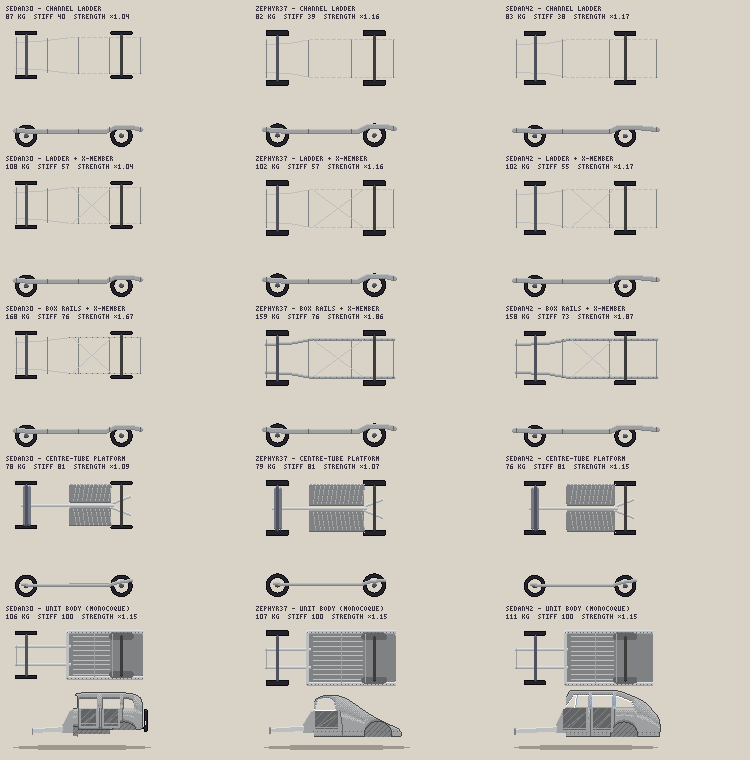 SEDAN30 - CHANNEL LADDER
87 KG STIFF 40 STRENGTH ×1.04
ZEPHYR37 - CHANNEL LADDER
82 KG STIFF 39 STRENGTH ×1.16
SEDAN42 - CHANNEL LADDER
83 KG STIFF 38 STRENGTH ×1.17
SEDAN30 - LADDER + X-MEMBER
108 KG STIFF 57 STRENGTH ×1.04
ZEPHYR37 - LADDER + X-MEMBER
102 KG STIFF 57 STRENGTH ×1.16
SEDAN42 - LADDER + X-MEMBER
102 KG STIFF 55 STRENGTH ×1.17
SEDAN30 - BOX RAILS + X-MEMBER
168 KG STIFF 76 STRENGTH ×1.67
ZEPHYR37 - BOX RAILS + X-MEMBER
159 KG STIFF 76 STRENGTH ×1.86
SEDAN42 - BOX RAILS + X-MEMBER
158 KG STIFF 73 STRENGTH ×1.87
SEDAN30 - CENTRE-TUBE PLATFORM
78 KG STIFF 81 STRENGTH ×1.09
ZEPHYR37 - CENTRE-TUBE PLATFORM
79 KG STIFF 81 STRENGTH ×1.07
SEDAN42 - CENTRE-TUBE PLATFORM
76 KG STIFF 81 STRENGTH ×1.15
SEDAN30 - UNIT BODY (MONOCOQUE)
106 KG STIFF 100 STRENGTH ×1.15
ZEPHYR37 - UNIT BODY (MONOCOQUE)
107 KG STIFF 100 STRENGTH ×1.15
SEDAN42 - UNIT BODY (MONOCOQUE)
111 KG STIFF 100 STRENGTH ×1.15